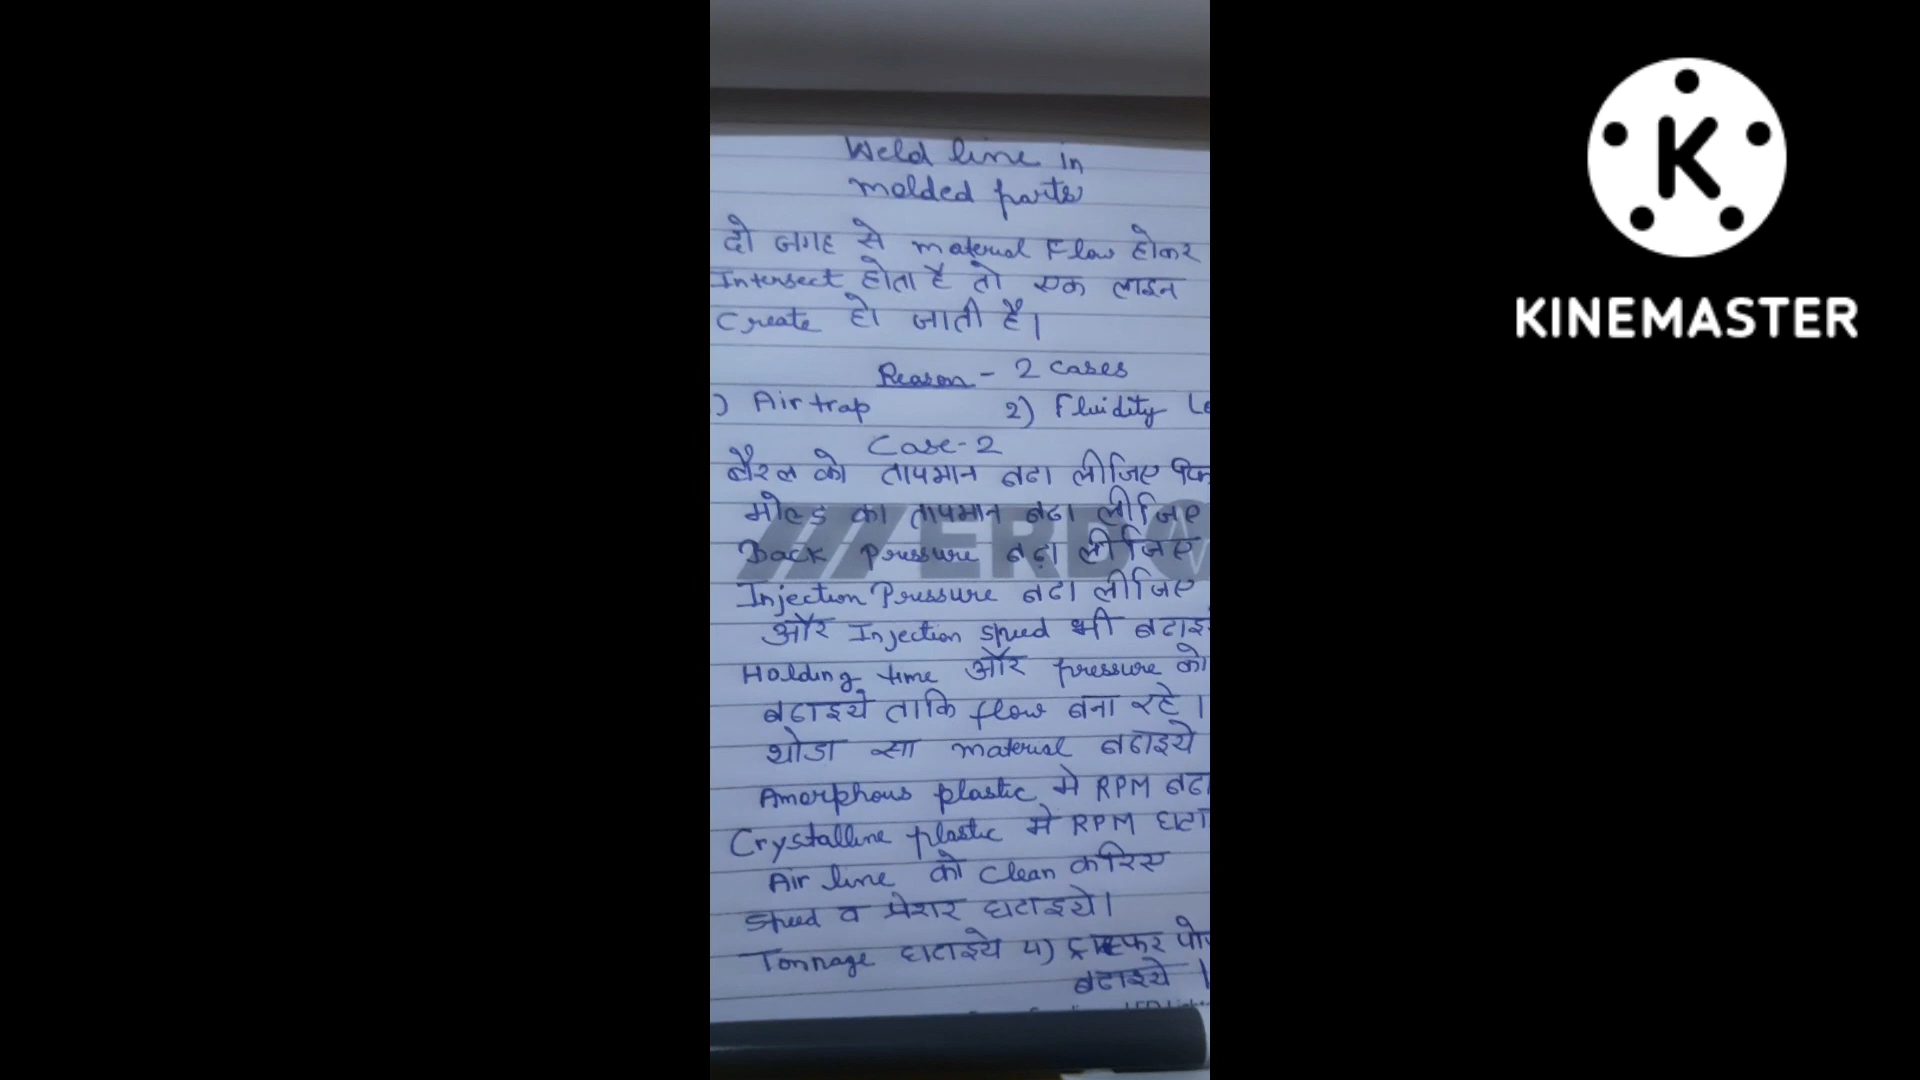 Weld line in
molded parts
दो जगह से material Flow होकर
Intersect होता है तो एक लाइन
Create हो जाती है।
Reason - 2 cases
) Air trap 2) Fluidity
Case-2
बैरल को तापमान बढा लीजिए
मोल्ड का तापमान बढा लीजिए
Back Pressure बढ़ा लीजिए
Injection Pressure बढा लीजिए
और Injection speed भी
Holding time और pressure को
बढाइये ताकि flow बना रहे।
थोडा सा material बढाइये
Amorphous plastic मे RPM
Crystalline plastic मे RPM
Air line को clean करिए
speed व प्रेशर घटाइये।
Tonnage घटाइये 4)
बढाइये।
KINEMASTER